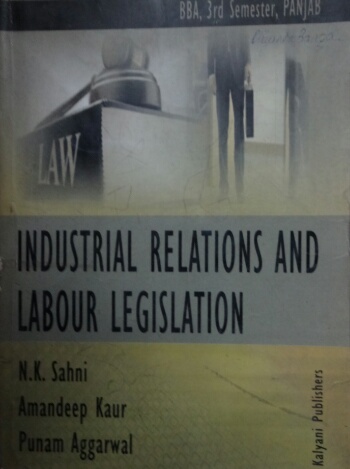 BBA, 3rd Semester, PANJAB
LAW
INDUSTRIAL RELATIONS AND
LABOUR LEGISLATION
N.K. Sahni
Amandeep Kaur
Punam Aggarwal
Kalyani Publishers